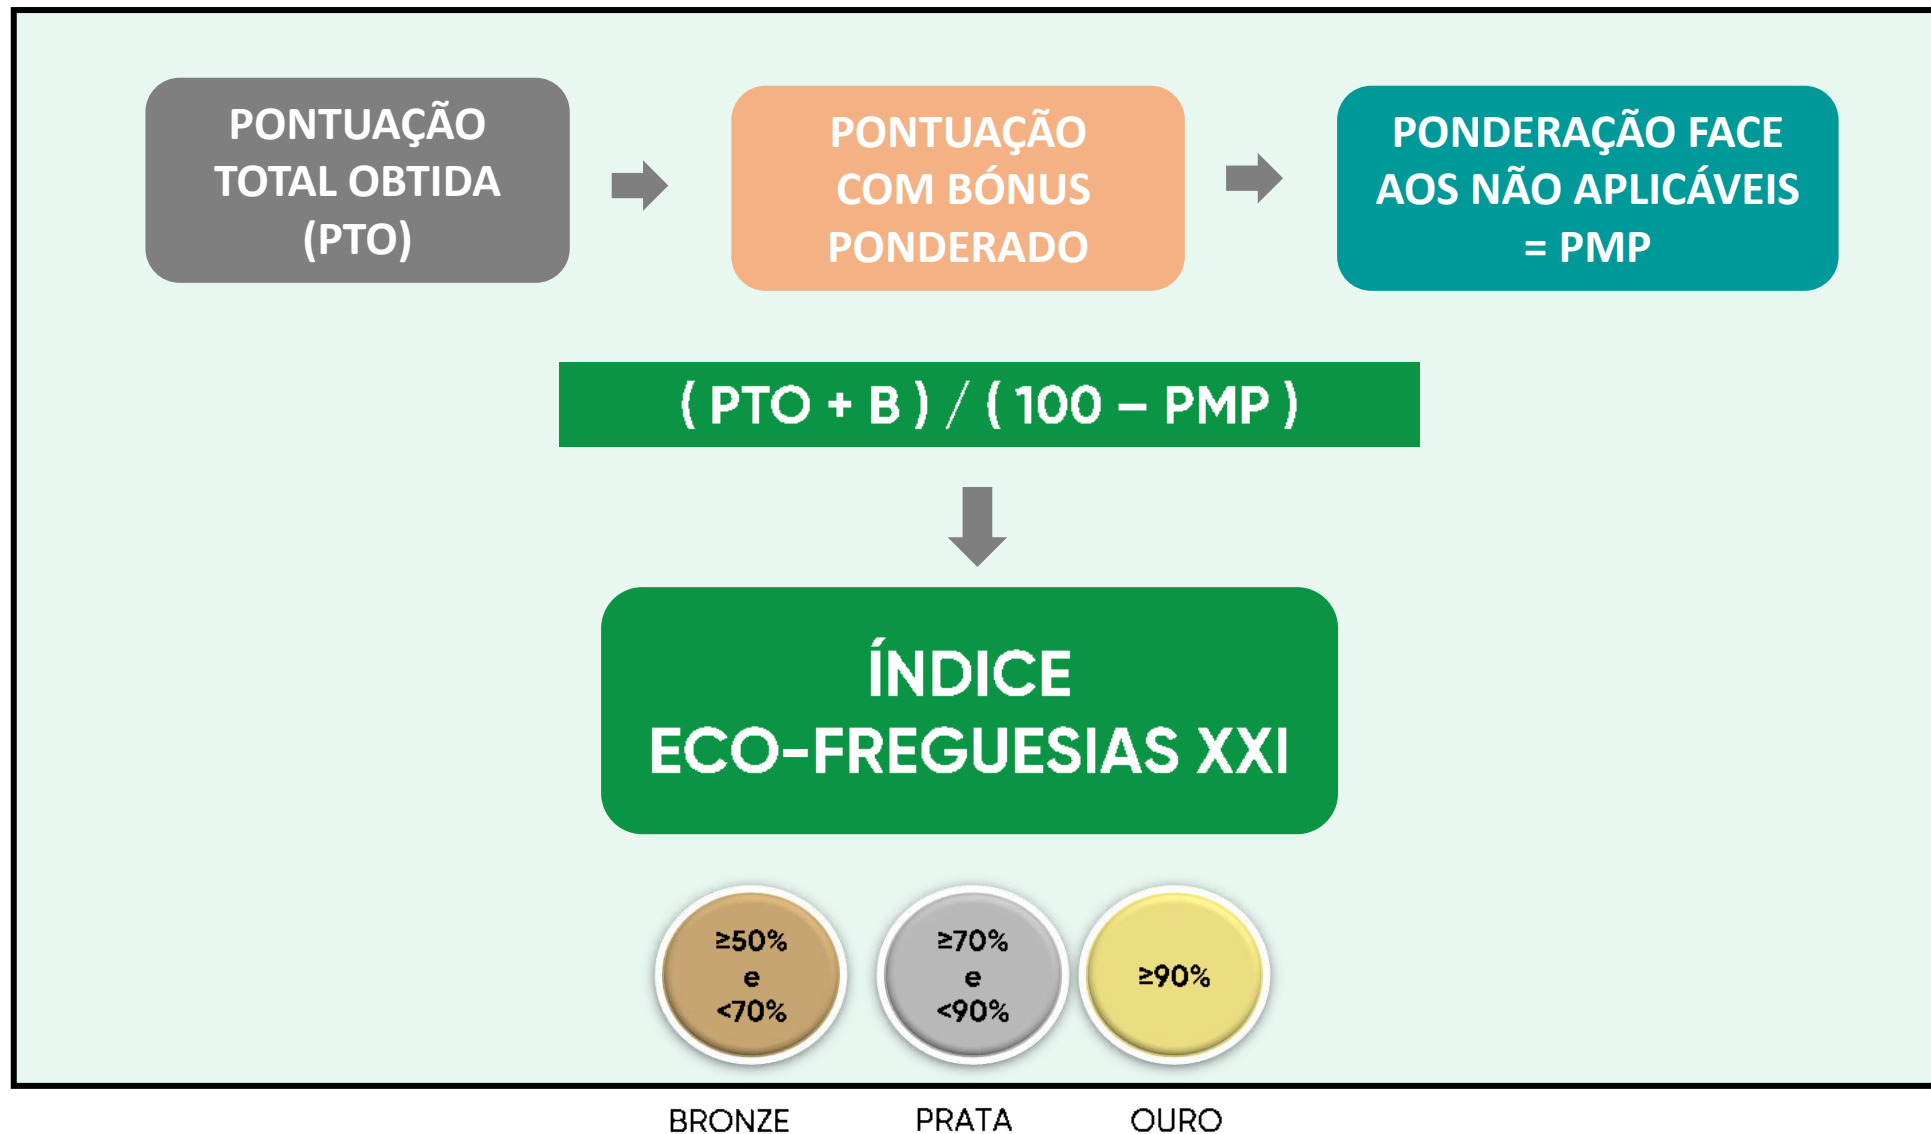 PONTUAÇÃO
TOTAL OBTIDA
(PTO)
PONTUAÇÃO
COM BÓNUS
PONDERADO
PONDERAÇÃO FACE
AOS NÃO APLICÁVEIS
= PMP
( PTO + B ) / ( 100 – PMP )
ÍNDICE
ECO-FREGUESIAS XXI
≥50%
e
<70%
≥70%
e
<90%
≥90%
BRONZE
PRATA
OURO